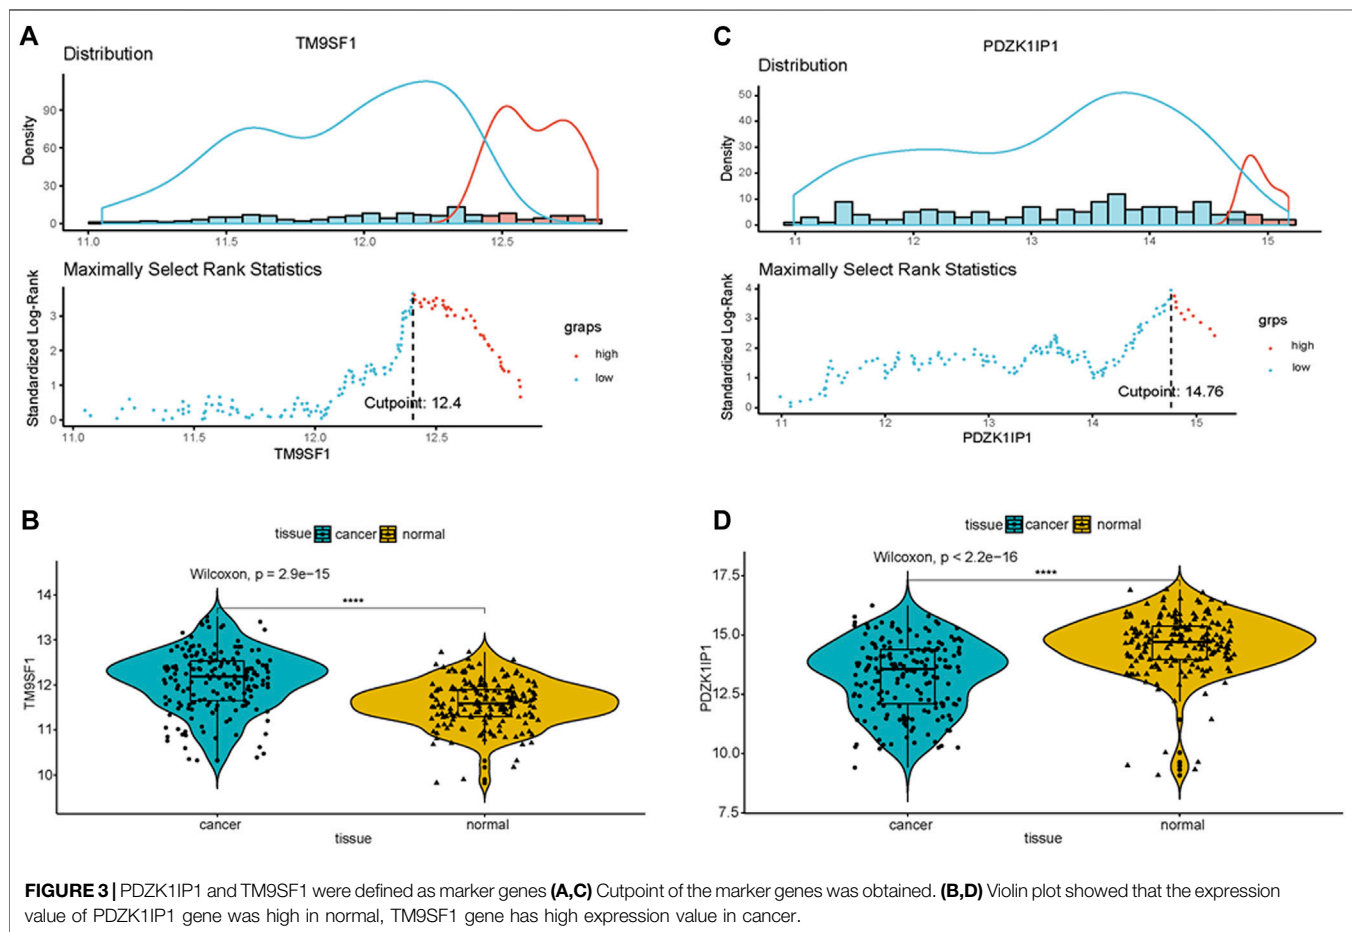 A
TM9SF1
Distribution
Density
90
60
30
0
11.0 11.5 12.0 12.5
Maximally Select Rank Statistics
Standardized Log-Rank
3
2
1
0
Cutpoint: 12.4
11.0 11.5 12.0 12.5
TM9SF1
graps
high
low
C
PDZK1IP1
Distribution
Density
50
40
30
20
10
0
11 12 13 14 15
Maximally Select Rank Statistics
Standardized Log-Rank
4
3
2
1
0
Cutpoint: 14.76
11 12 13 14 15
PDZK1IP1
grps
high
low
B
tissue cancer normal
Wilcoxon, p = 2.9e−15
****
TM9SF1
14
13
12
11
10
cancer normal
tissue
D
tissue cancer normal
Wilcoxon, p < 2.2e−16
****
PDZK1IP1
17.5
15.0
12.5
10.0
7.5
cancer normal
tissue
FIGURE 3 | PDZK1IP1 and TM9SF1 were defined as marker genes (A,C) Cutpoint of the marker genes was obtained. (B,D) Violin plot showed that the expression
value of PDZK1IP1 gene was high in normal, TM9SF1 gene has high expression value in cancer.